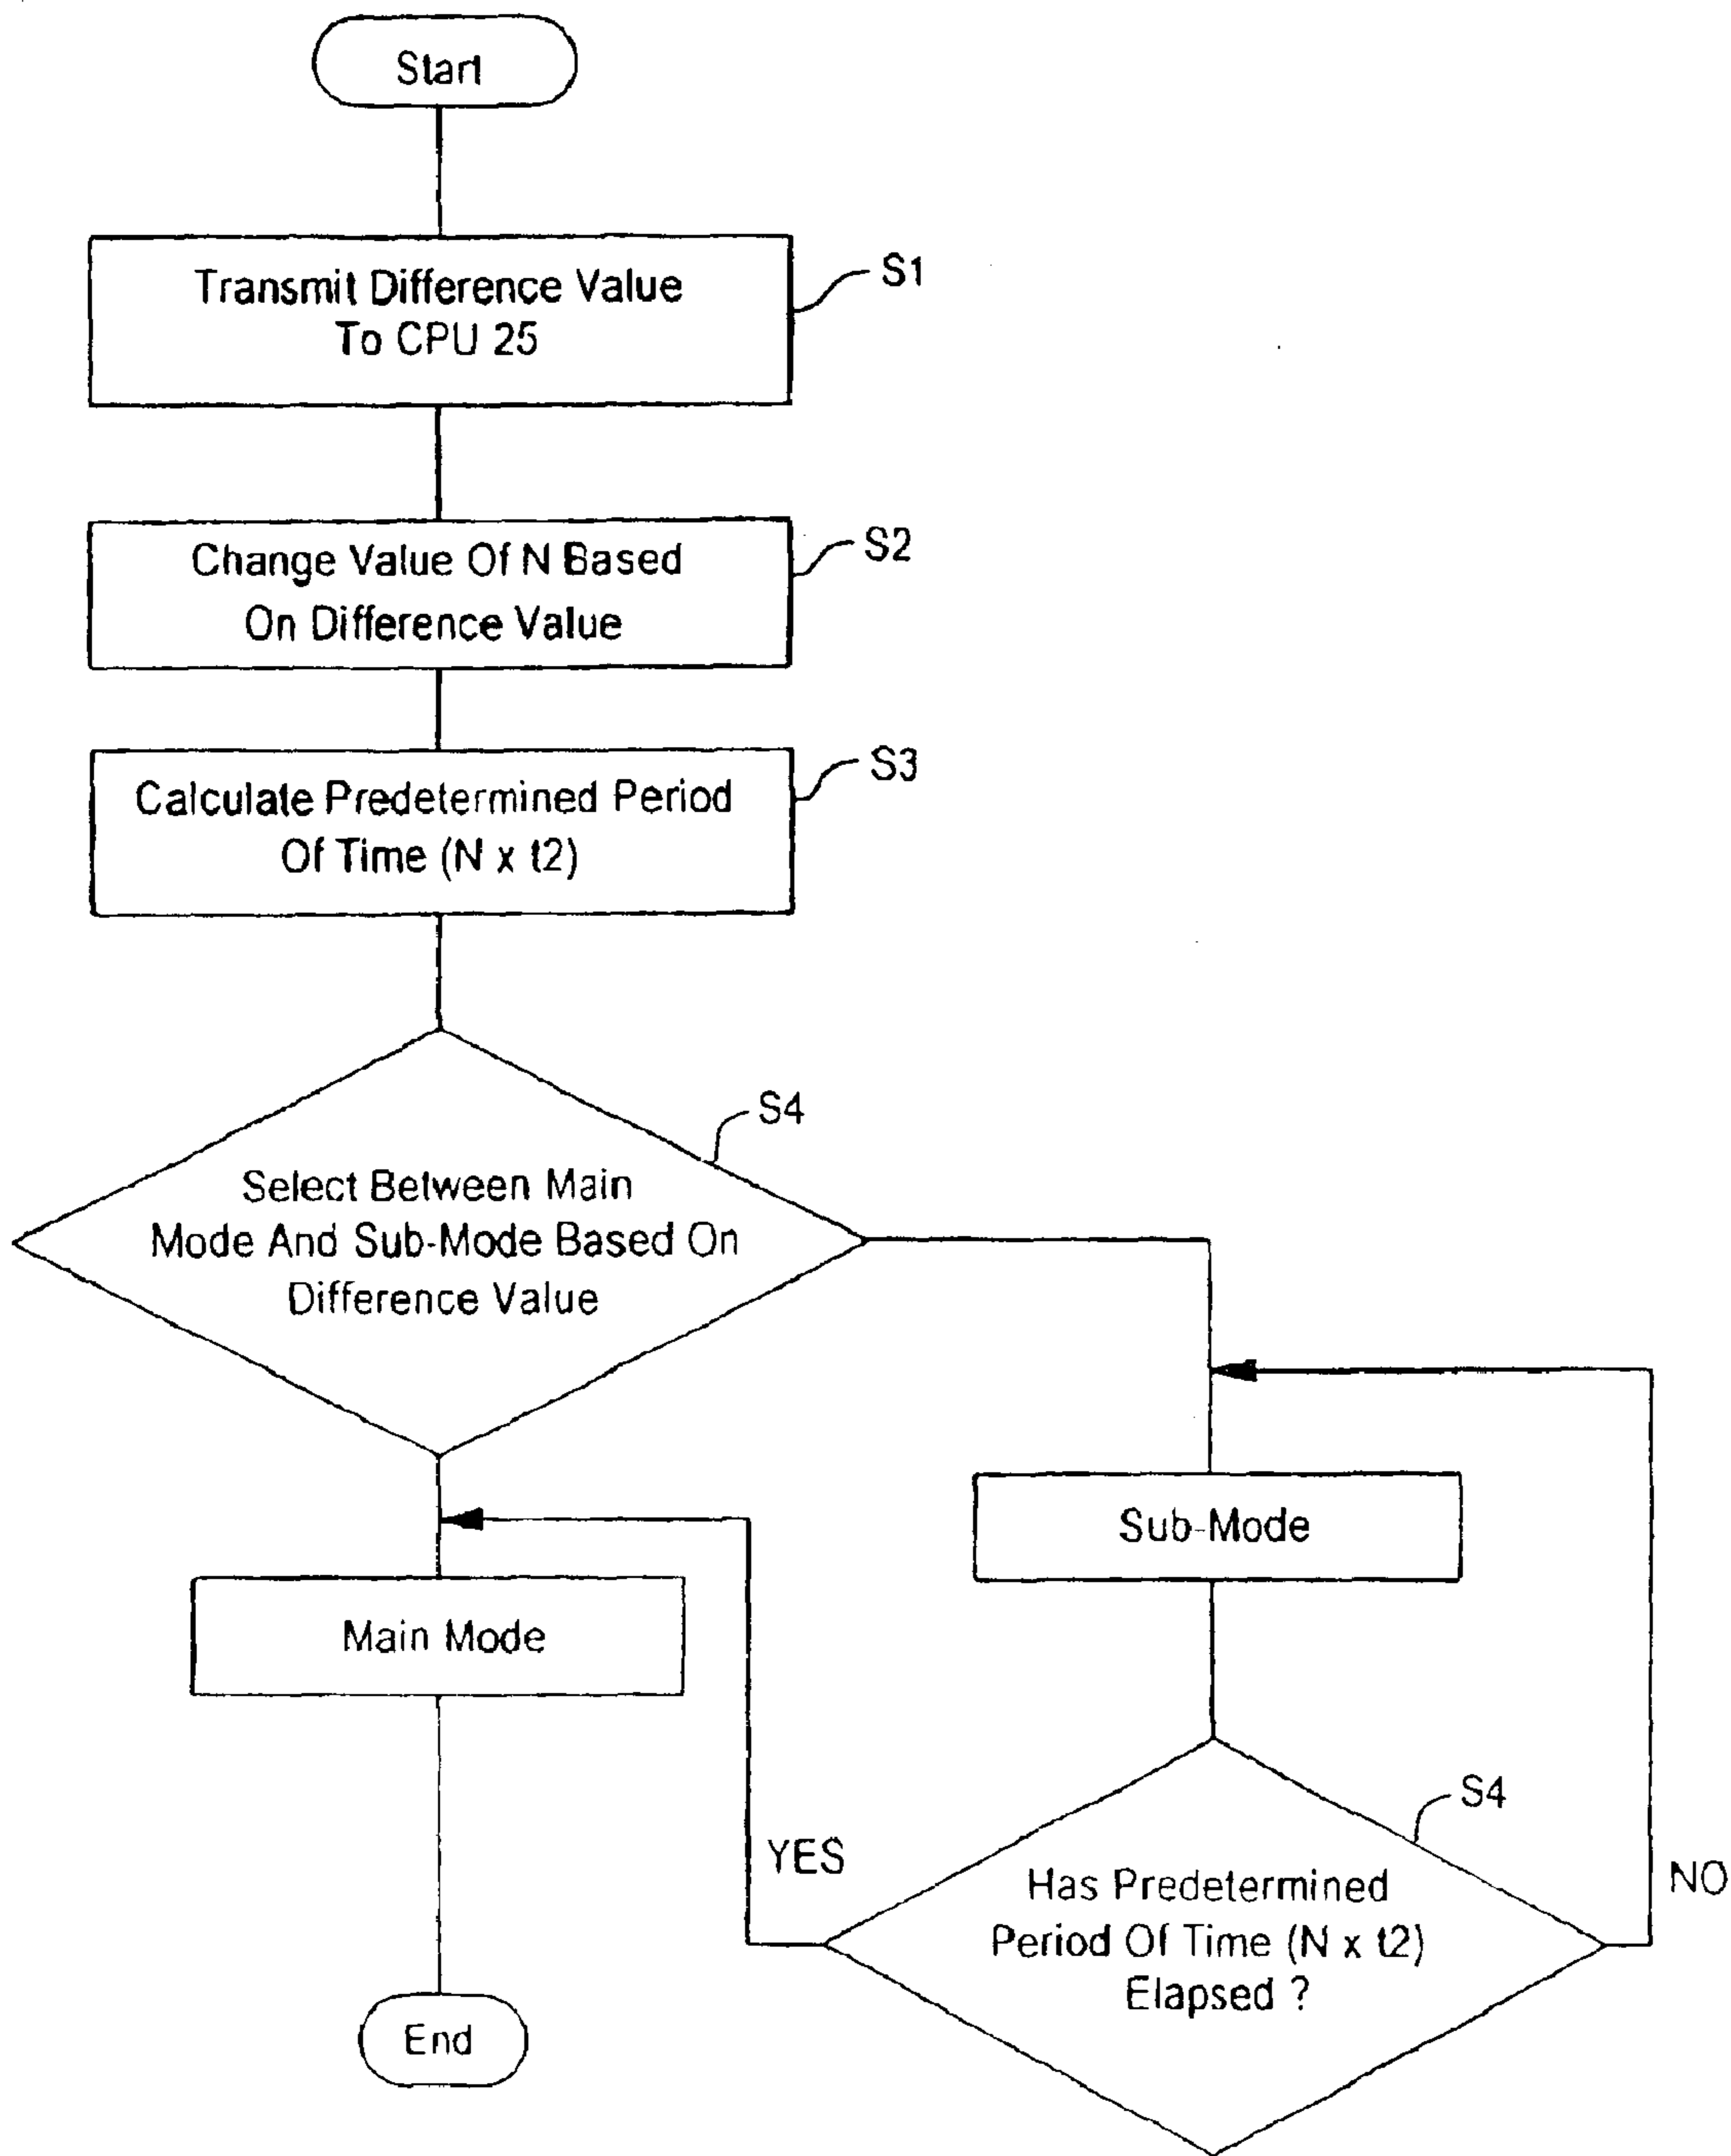 Start
Transmit Difference Value
To CPU 25
S1
Change Value Of N Based
On Difference Value
S2
Calculate Predetermined Period
Of Time (N x t2)
S3
Select Between Main
Mode And Sub-Mode Based On
Difference Value
S4
Sub-Mode
Main Mode
Has Predetermined
Period Of Time (N x t2)
Elapsed ?
S4
YES
NO
End